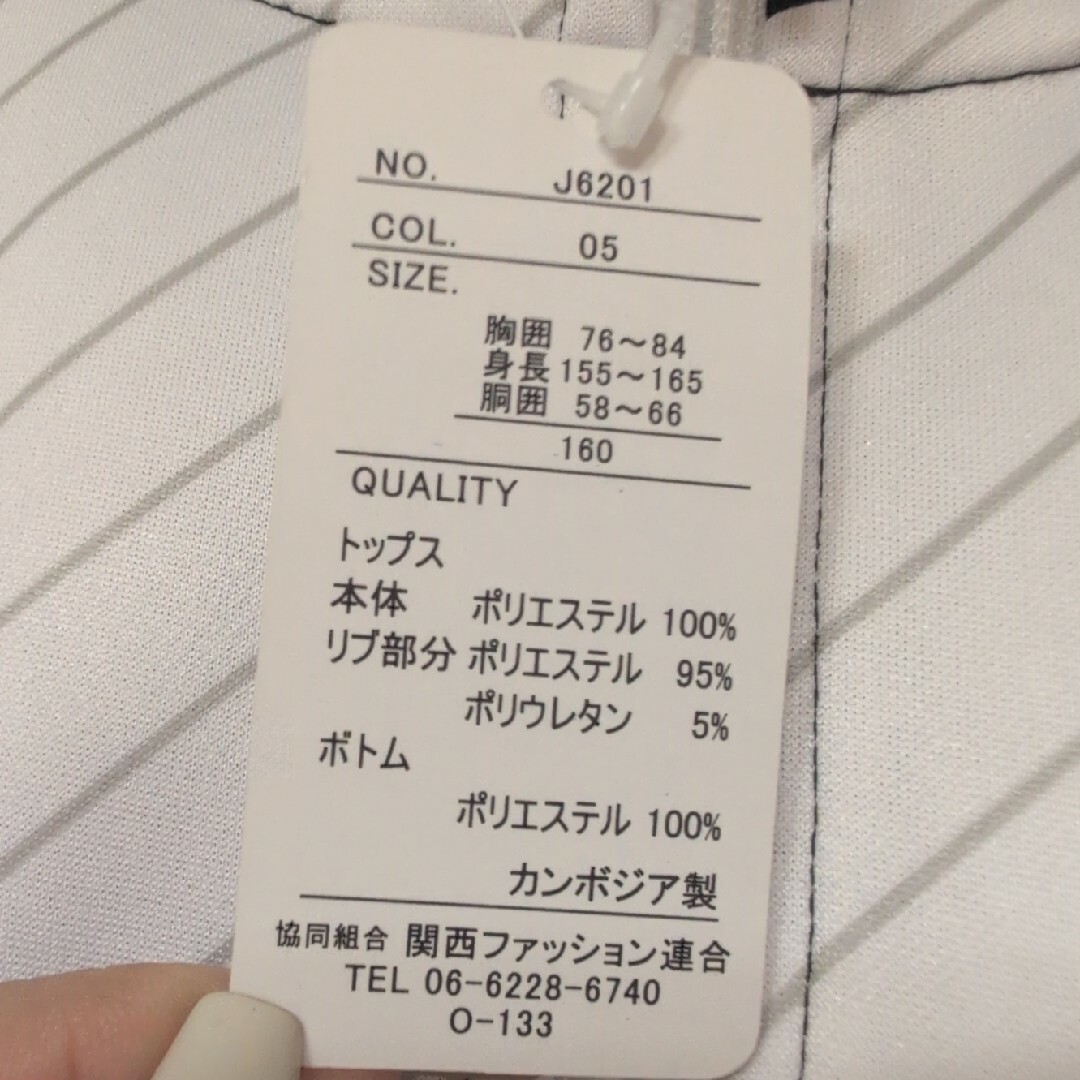 NO. J6201
COL. 05
SIZE.
胸囲 76～84
身長 155～165
胴囲 58～66
160
QUALITY
トップス
本体 ポリエステル 100%
リブ部分 ポリエステル 95%
ポリウレタン 5%
ボトム
ポリエステル 100%
カンボジア製
協同組合 関西ファッション連合
TEL 06-6228-6740
O-133